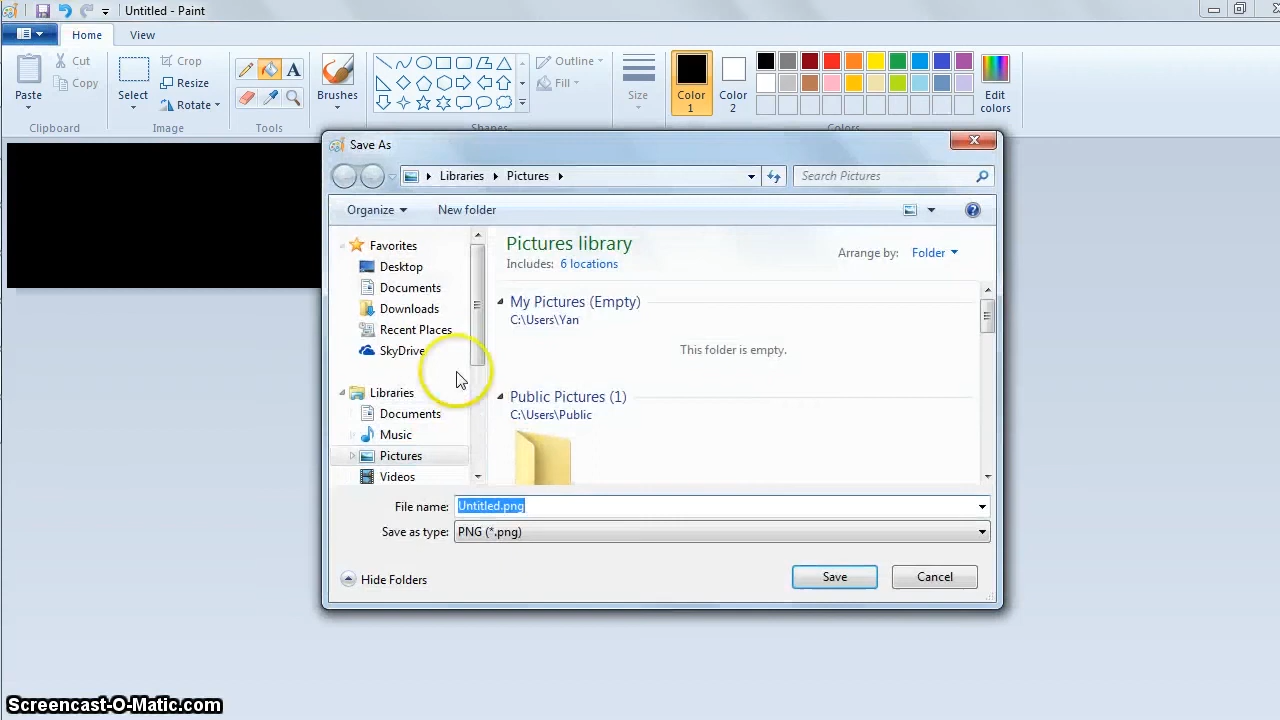 Untitled - Paint
Home
View
Paste
Cut
Copy
Clipboard
Select
Crop
Resize
Rotate
Image
Tools
Brushes
Shapes
Outline
Fill
Size
Color
1
Color
2
Edit
colors
Colors
Save As
Libraries
Pictures
Search Pictures
Organize
New folder
Favorites
Desktop
Documents
Downloads
Recent Places
SkyDrive
Libraries
Documents
Music
Pictures
Videos
Pictures library
Includes: 6 locations
Arrange by: Folder
My Pictures (Empty)
C:\Users\Yan
This folder is empty.
Public Pictures (1)
C:\Users\Public
File name: Untitled.png
Save as type: PNG (*.png)
Hide Folders
Save
Cancel
Screencast-O-Matic.com